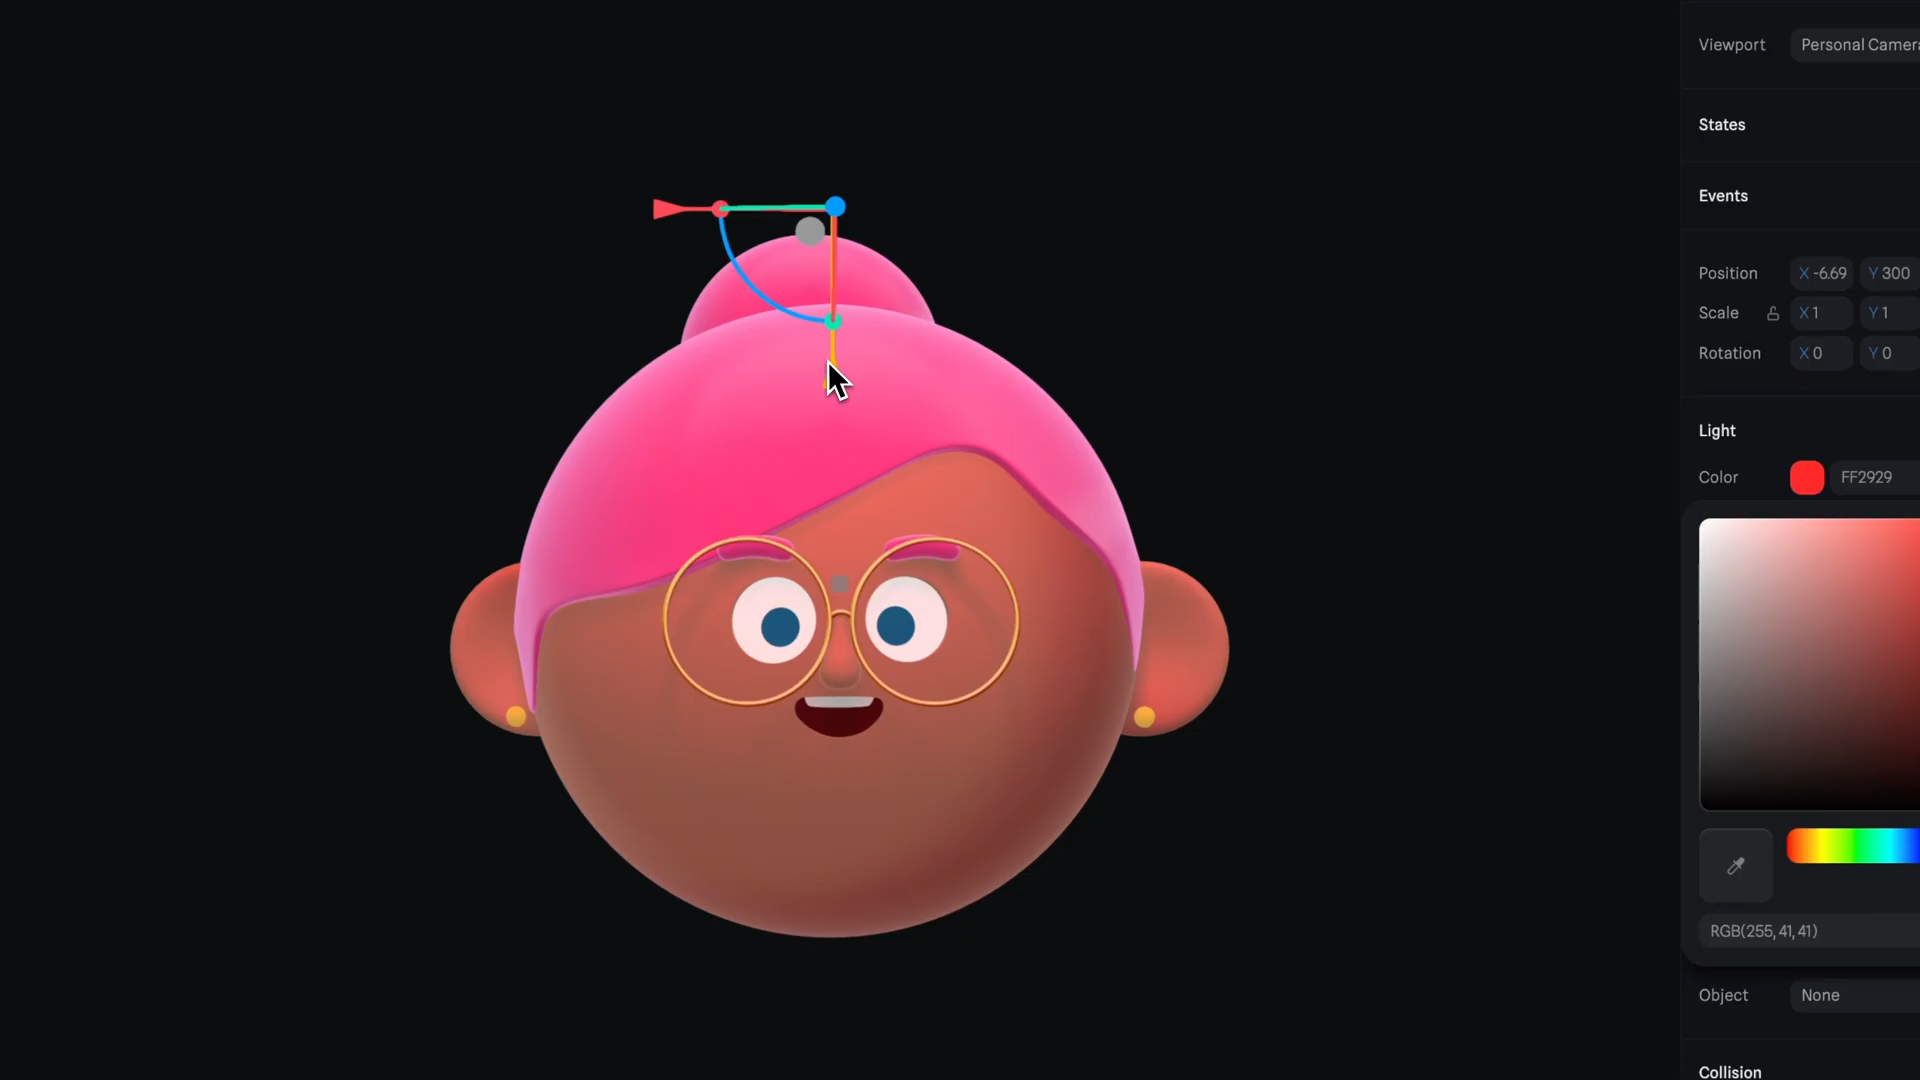 Viewport Personal Camera
States
Events
Position X -6.69 Y 300
Scale X 1 Y 1
Rotation X 0 Y 0
Light
Color FF2929
RGB(255, 41, 41)
Object None
Collision